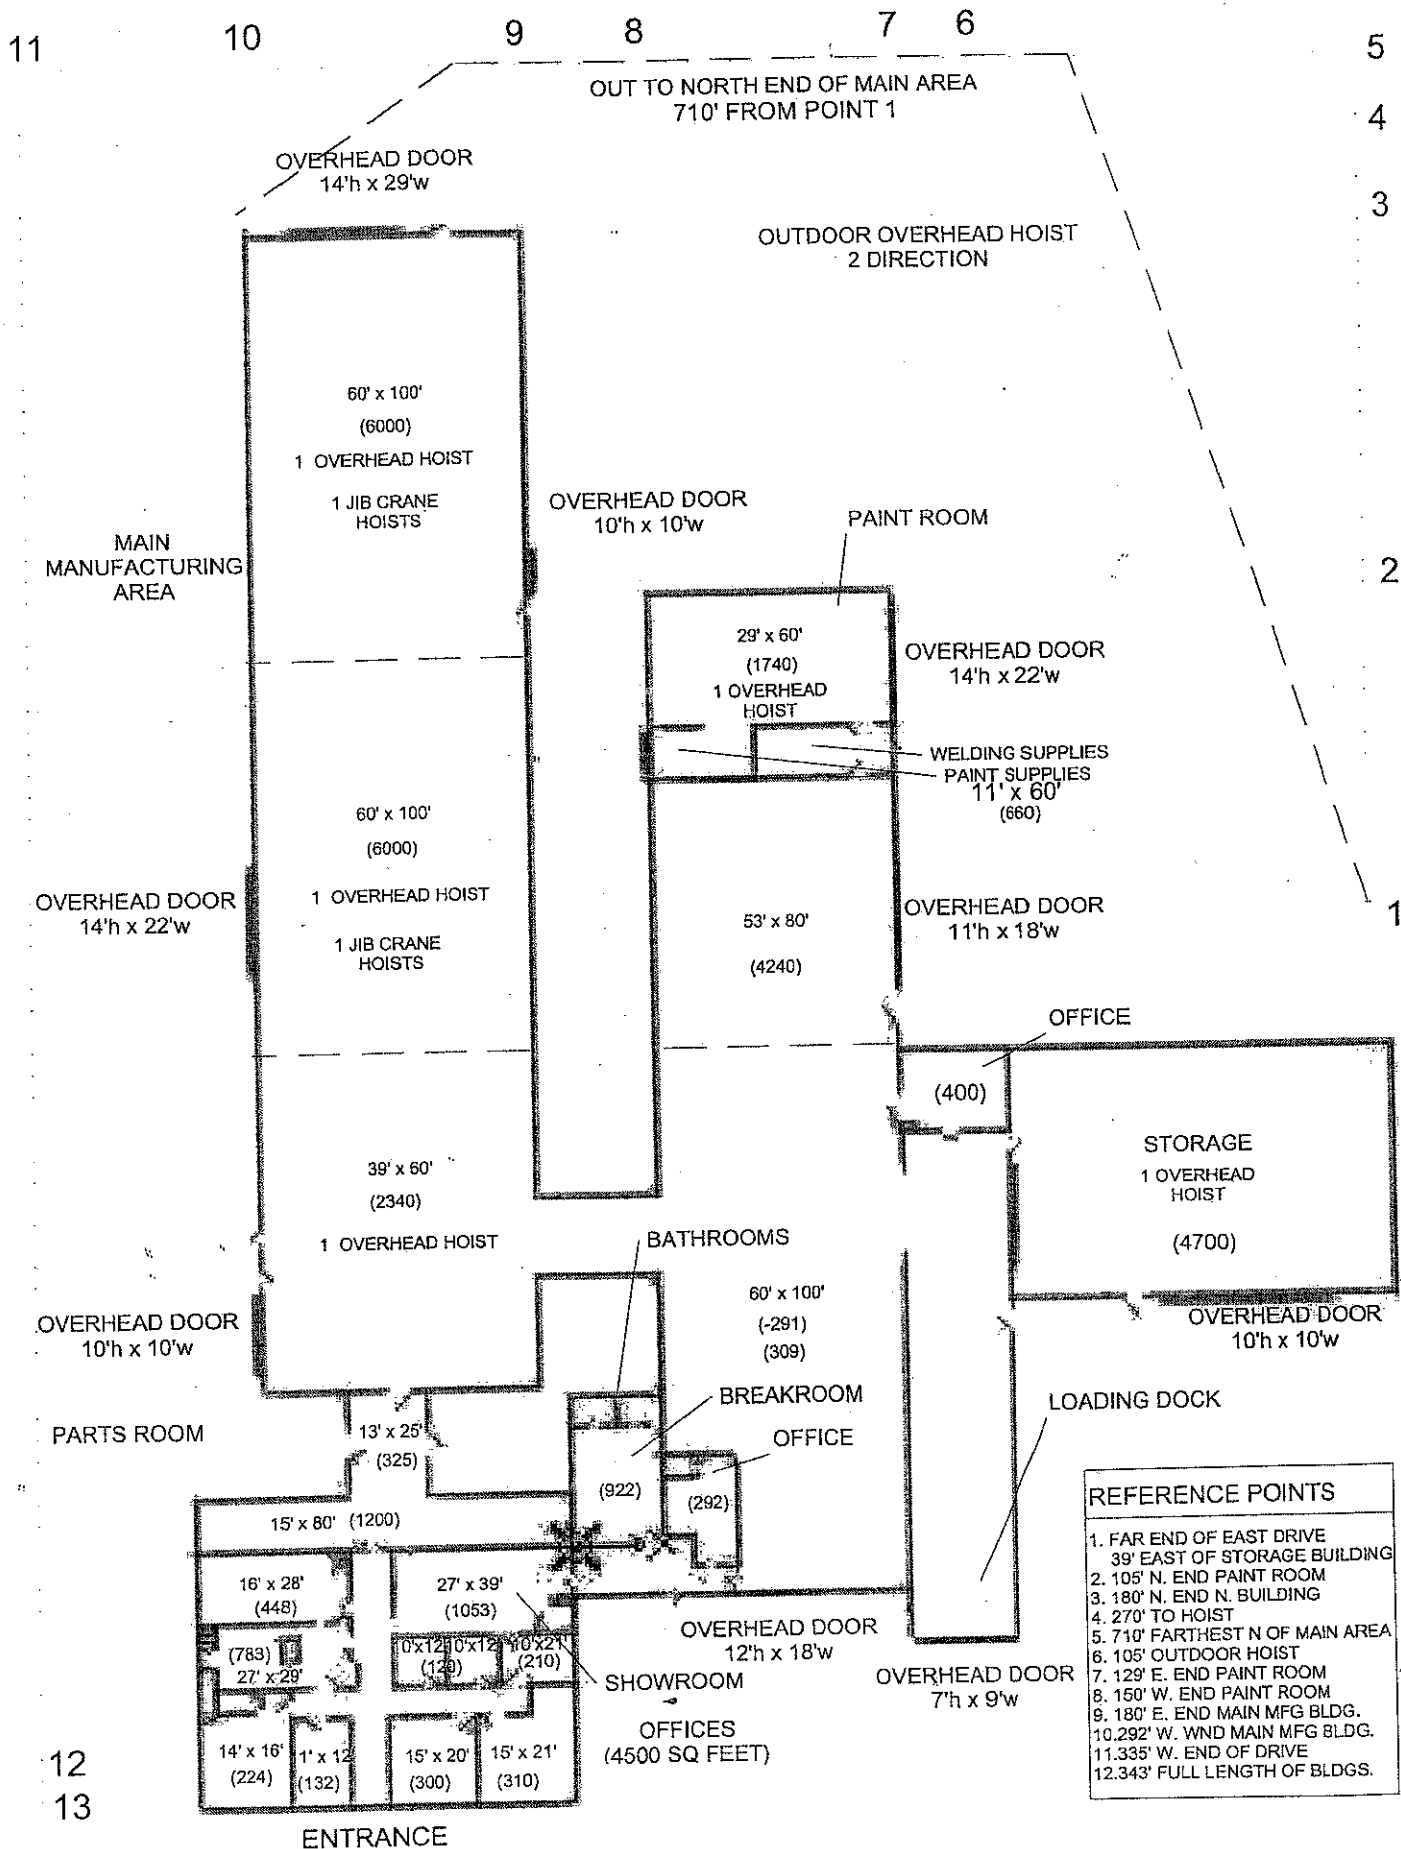 11
10
9
8
7
6
5
OUT TO NORTH END OF MAIN AREA
710' FROM POINT 1
4
OVERHEAD DOOR
14'h x 29'w
3
OUTDOOR OVERHEAD HOIST
2 DIRECTION
60' x 100'
(6000)
1 OVERHEAD HOIST
1 JIB CRANE
HOISTS
OVERHEAD DOOR
10'h x 10'w
PAINT ROOM
MAIN
MANUFACTURING
AREA
2
29' x 60'
(1740)
1 OVERHEAD
HOIST
OVERHEAD DOOR
14'h x 22'w
WELDING SUPPLIES
PAINT SUPPLIES
11' x 60'
(660)
60' x 100'
(6000)
1 OVERHEAD HOIST
1 JIB CRANE
HOISTS
OVERHEAD DOOR
14'h x 22'w
53' x 80'
(4240)
OVERHEAD DOOR
11'h x 18'w
1
OFFICE
(400)
STORAGE
1 OVERHEAD
HOIST
(4700)
39' x 60'
(2340)
1 OVERHEAD HOIST
BATHROOMS
60' x 100'
(-291)
(309)
OVERHEAD DOOR
10'h x 10'w
OVERHEAD DOOR
10'h x 10'w
BREAKROOM
LOADING DOCK
PARTS ROOM
13' x 25'
(325)
OFFICE
(922)
(292)
15' x 80' (1200)
16' x 28'
(448)
27' x 39'
(1053)
OVERHEAD DOOR
12'h x 18'w
(783)
27' x 29'
0'x12'
0'x12'
(120)
10'x21'
(210)
SHOWROOM
OVERHEAD DOOR
7'h x 9'w
OFFICES
(4500 SQ FEET)
14' x 16'
(224)
1' x 12
(132)
15' x 20'
(300)
15' x 21'
(310)
12
13
ENTRANCE
REFERENCE POINTS
1. FAR END OF EAST DRIVE
39' EAST OF STORAGE BUILDING
2. 105' N. END PAINT ROOM
3. 180' N. END N. BUILDING
4. 270' TO HOIST
5. 710' FARTHEST N OF MAIN AREA
6. 105' OUTDOOR HOIST
7. 129' E. END PAINT ROOM
8. 150' W. END PAINT ROOM
9. 180' E. END MAIN MFG BLDG.
10.292' W. WND MAIN MFG BLDG.
11.335' W. END OF DRIVE
12.343' FULL LENGTH OF BLDGS.